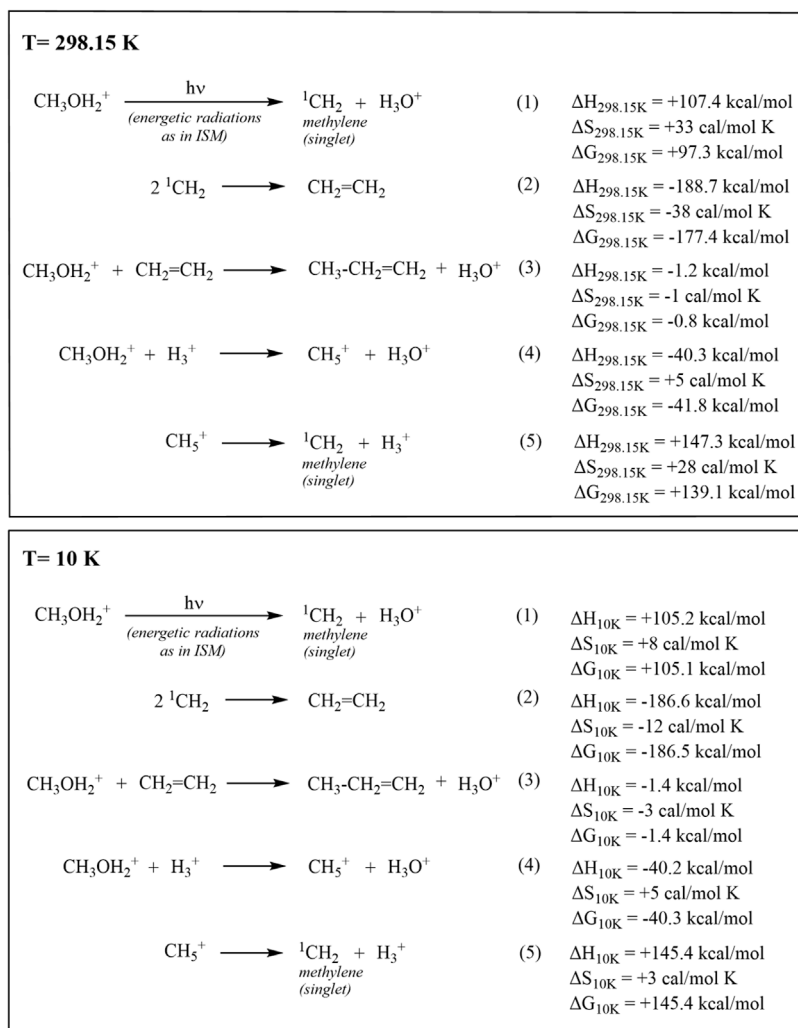 T= 298.15 K
CH₃OH₂⁺ hν ¹CH₂ + H₃O⁺ (1) ΔH₂₉₈.₁₅K = +107.4 kcal/mol
(energetic radiations as in ISM) methylene (singlet) ΔS₂₉₈.₁₅K = +33 cal/mol K
ΔG₂₉₈.₁₅K = +97.3 kcal/mol
2 ¹CH₂ ⟶ CH₂=CH₂ (2) ΔH₂₉₈.₁₅K = -188.7 kcal/mol
ΔS₂₉₈.₁₅K = -38 cal/mol K
ΔG₂₉₈.₁₅K = -177.4 kcal/mol
CH₃OH₂⁺ + CH₂=CH₂ ⟶ CH₃-CH₂=CH₂ + H₃O⁺ (3) ΔH₂₉₈.₁₅K = -1.2 kcal/mol
ΔS₂₉₈.₁₅K = -1 cal/mol K
ΔG₂₉₈.₁₅K = -0.8 kcal/mol
CH₃OH₂⁺ + H₃⁺ ⟶ CH₅⁺ + H₃O⁺ (4) ΔH₂₉₈.₁₅K = -40.3 kcal/mol
ΔS₂₉₈.₁₅K = +5 cal/mol K
ΔG₂₉₈.₁₅K = -41.8 kcal/mol
CH₅⁺ ⟶ ¹CH₂ + H₃⁺ (5) ΔH₂₉₈.₁₅K = +147.3 kcal/mol
methylene (singlet) ΔS₂₉₈.₁₅K = +28 cal/mol K
ΔG₂₉₈.₁₅K = +139.1 kcal/mol
T= 10 K
CH₃OH₂⁺ hν ¹CH₂ + H₃O⁺ (1) ΔH₁₀K = +105.2 kcal/mol
(energetic radiations as in ISM) methylene (singlet) ΔS₁₀K = +8 cal/mol K
ΔG₁₀K = +105.1 kcal/mol
2 ¹CH₂ ⟶ CH₂=CH₂ (2) ΔH₁₀K = -186.6 kcal/mol
ΔS₁₀K = -12 cal/mol K
ΔG₁₀K = -186.5 kcal/mol
CH₃OH₂⁺ + CH₂=CH₂ ⟶ CH₃-CH₂=CH₂ + H₃O⁺ (3) ΔH₁₀K = -1.4 kcal/mol
ΔS₁₀K = -3 cal/mol K
ΔG₁₀K = -1.4 kcal/mol
CH₃OH₂⁺ + H₃⁺ ⟶ CH₅⁺ + H₃O⁺ (4) ΔH₁₀K = -40.2 kcal/mol
ΔS₁₀K = +5 cal/mol K
ΔG₁₀K = -40.3 kcal/mol
CH₅⁺ ⟶ ¹CH₂ + H₃⁺ (5) ΔH₁₀K = +145.4 kcal/mol
methylene (singlet) ΔS₁₀K = +3 cal/mol K
ΔG₁₀K = +145.4 kcal/mol